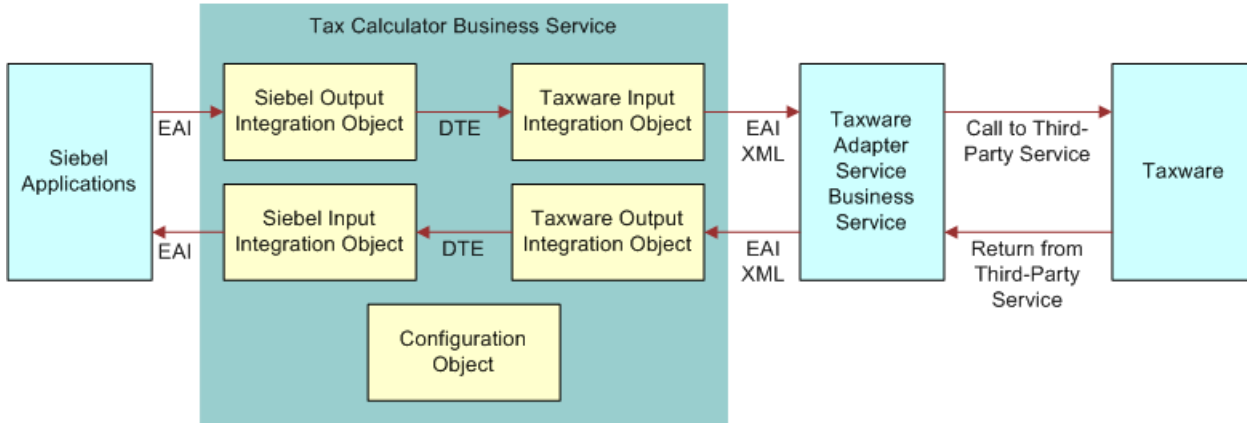 Tax Calculator Business Service
Siebel
Applications
EAI
Siebel Output
Integration Object
DTE
Taxware Input
Integration Object
EAI
XML
Taxware
Adapter
Service
Business
Service
Call to Third-
Party Service
Taxware
EAI
Siebel Input
Integration Object
DTE
Taxware Output
Integration Object
EAI
XML
Return from
Third-Party
Service
Configuration
Object